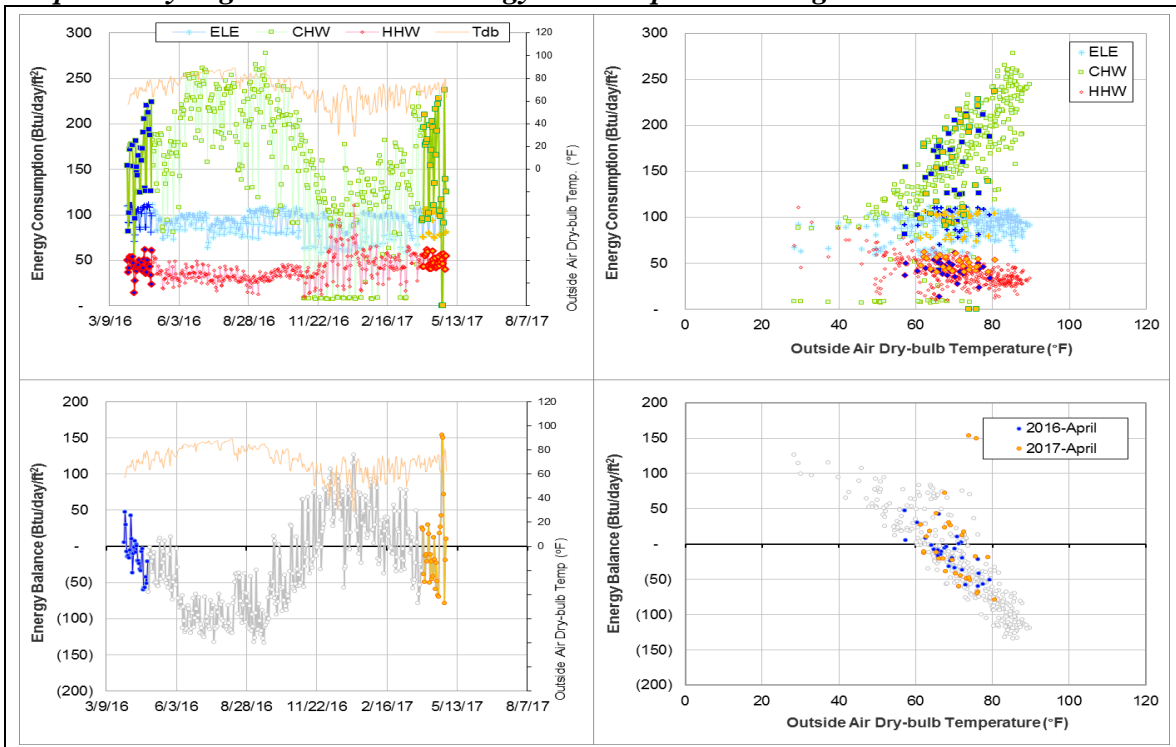 ELE CHW HHW Tdb
300
250
200
150
100
50
-
120
100
80
60
40
20
0
Energy Consumption (Btu/day/ft²)
Outside Air Dry-bulb Temp. (°F)
3/9/16 6/3/16 8/28/16 11/22/16 2/16/17 5/13/17 8/7/17
300
250
200
150
100
50
-
Energy Consumption (Btu/day/ft²)
ELE
CHW
HHW
0 20 40 60 80 100 120
Outside Air Dry-bulb Temperature (°F)
200
150
100
50
-
(50)
(100)
(150)
(200)
120
100
80
60
40
20
0
Energy Balance (Btu/day/ft²)
Outside Air Dry-bulb Temp (°F)
3/9/16 6/3/16 8/28/16 11/22/16 2/16/17 5/13/17 8/7/17
200
150
100
50
-
(50)
(100)
(150)
(200)
Energy Balance (Btu/day/ft²)
2016-April
2017-April
0 20 40 60 80 100 120
Outside Air Dry-bulb Temperature (°F)